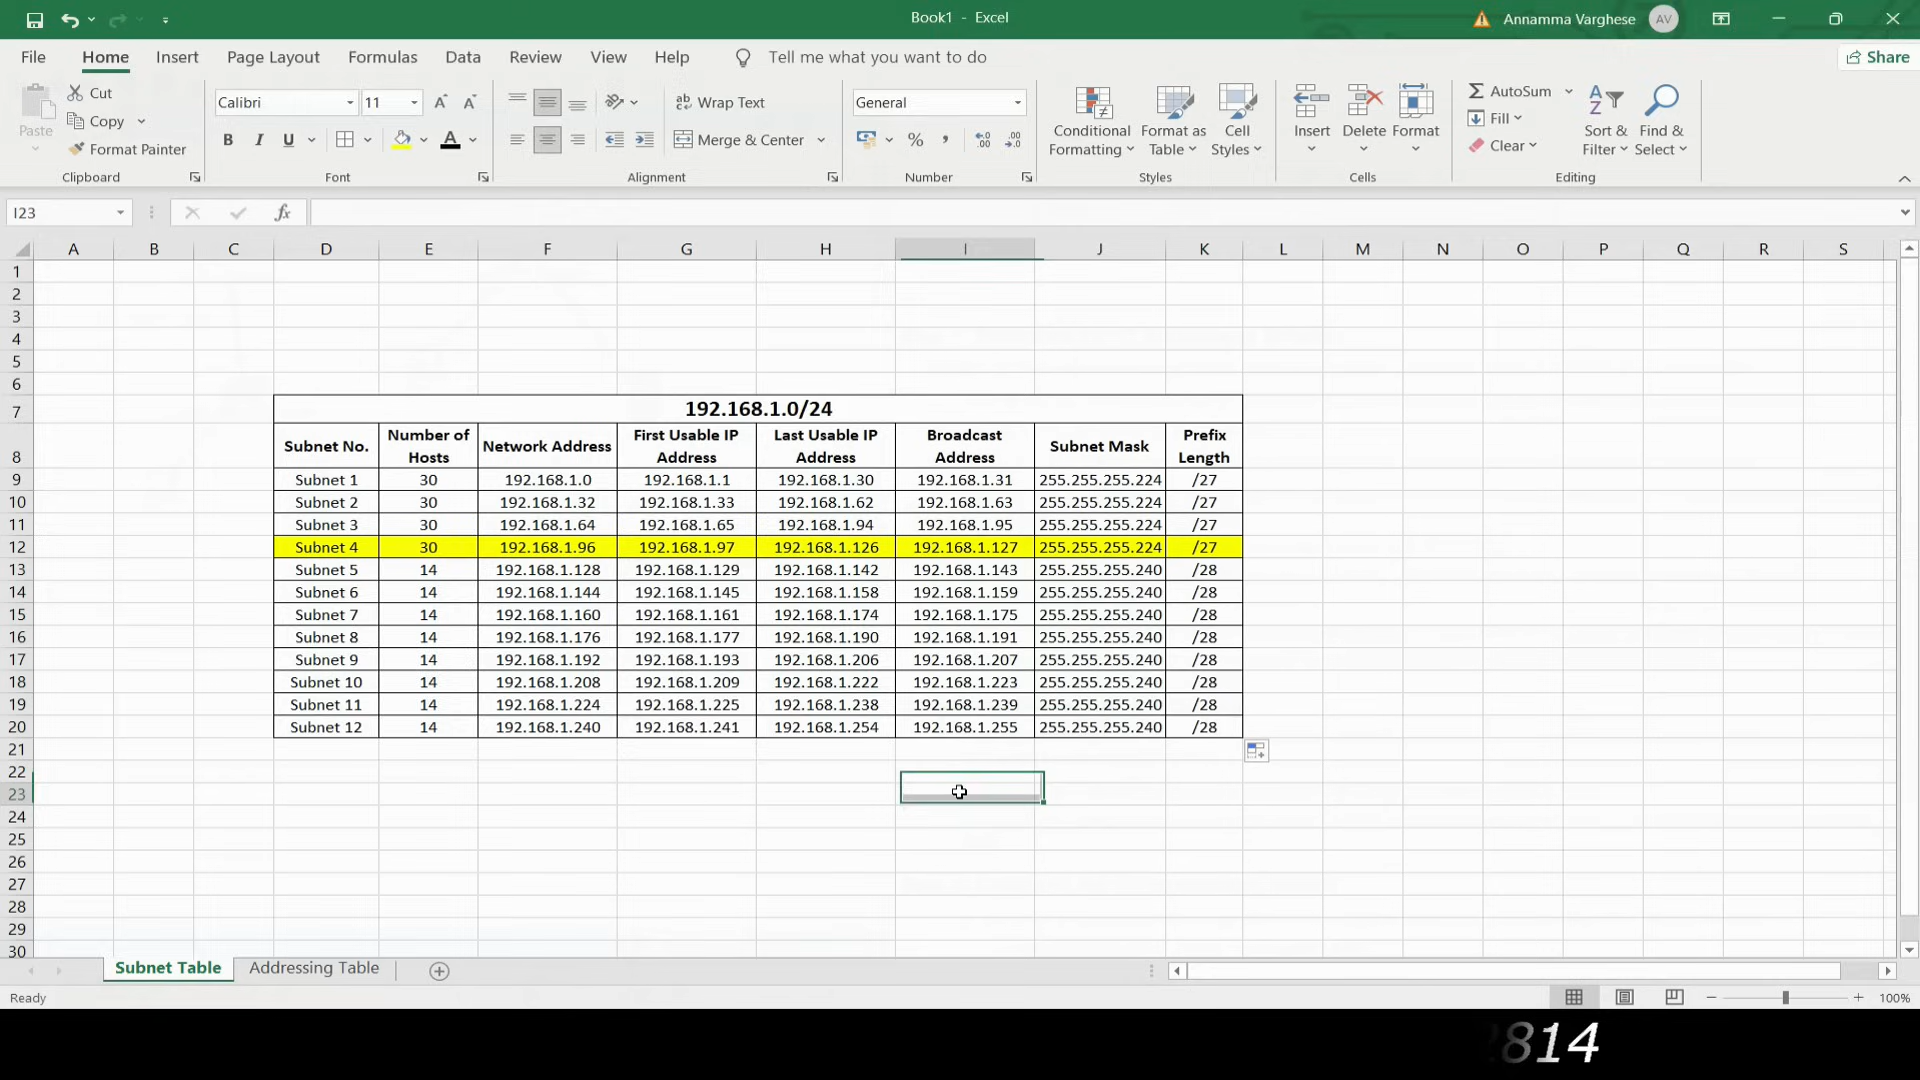 Book1 - Excel
Annamma Varghese
AV
File Home Insert Page Layout Formulas Data Review View Help Tell me what you want to do
Share
Paste
Cut
Copy
Format Painter
Clipboard
Calibri 11
B I U
Font
Wrap Text
Merge & Center
Alignment
General
%
Number
Conditional Formatting
Format as Table
Cell Styles
Styles
Insert Delete Format
Cells
AutoSum
Fill
Clear
Sort & Filter
Find & Select
Editing
I23
fx
A B C D E F G H I J K L M N O P Q R S
1
2
3
4
5
6
7 192.168.1.0/24
8 Subnet No. Number of Hosts Network Address First Usable IP Address Last Usable IP Address Broadcast Address Subnet Mask Prefix Length
9 Subnet 1 30 192.168.1.0 192.168.1.1 192.168.1.30 192.168.1.31 255.255.255.224 /27
10 Subnet 2 30 192.168.1.32 192.168.1.33 192.168.1.62 192.168.1.63 255.255.255.224 /27
11 Subnet 3 30 192.168.1.64 192.168.1.65 192.168.1.94 192.168.1.95 255.255.255.224 /27
12 Subnet 4 30 192.168.1.96 192.168.1.97 192.168.1.126 192.168.1.127 255.255.255.224 /27
13 Subnet 5 14 192.168.1.128 192.168.1.129 192.168.1.142 192.168.1.143 255.255.255.240 /28
14 Subnet 6 14 192.168.1.144 192.168.1.145 192.168.1.158 192.168.1.159 255.255.255.240 /28
15 Subnet 7 14 192.168.1.160 192.168.1.161 192.168.1.174 192.168.1.175 255.255.255.240 /28
16 Subnet 8 14 192.168.1.176 192.168.1.177 192.168.1.190 192.168.1.191 255.255.255.240 /28
17 Subnet 9 14 192.168.1.192 192.168.1.193 192.168.1.206 192.168.1.207 255.255.255.240 /28
18 Subnet 10 14 192.168.1.208 192.168.1.209 192.168.1.222 192.168.1.223 255.255.255.240 /28
19 Subnet 11 14 192.168.1.224 192.168.1.225 192.168.1.238 192.168.1.239 255.255.255.240 /28
20 Subnet 12 14 192.168.1.240 192.168.1.241 192.168.1.254 192.168.1.255 255.255.255.240 /28
21
22
23
24
25
26
27
28
29
30
Subnet Table Addressing Table
Ready
100%
814